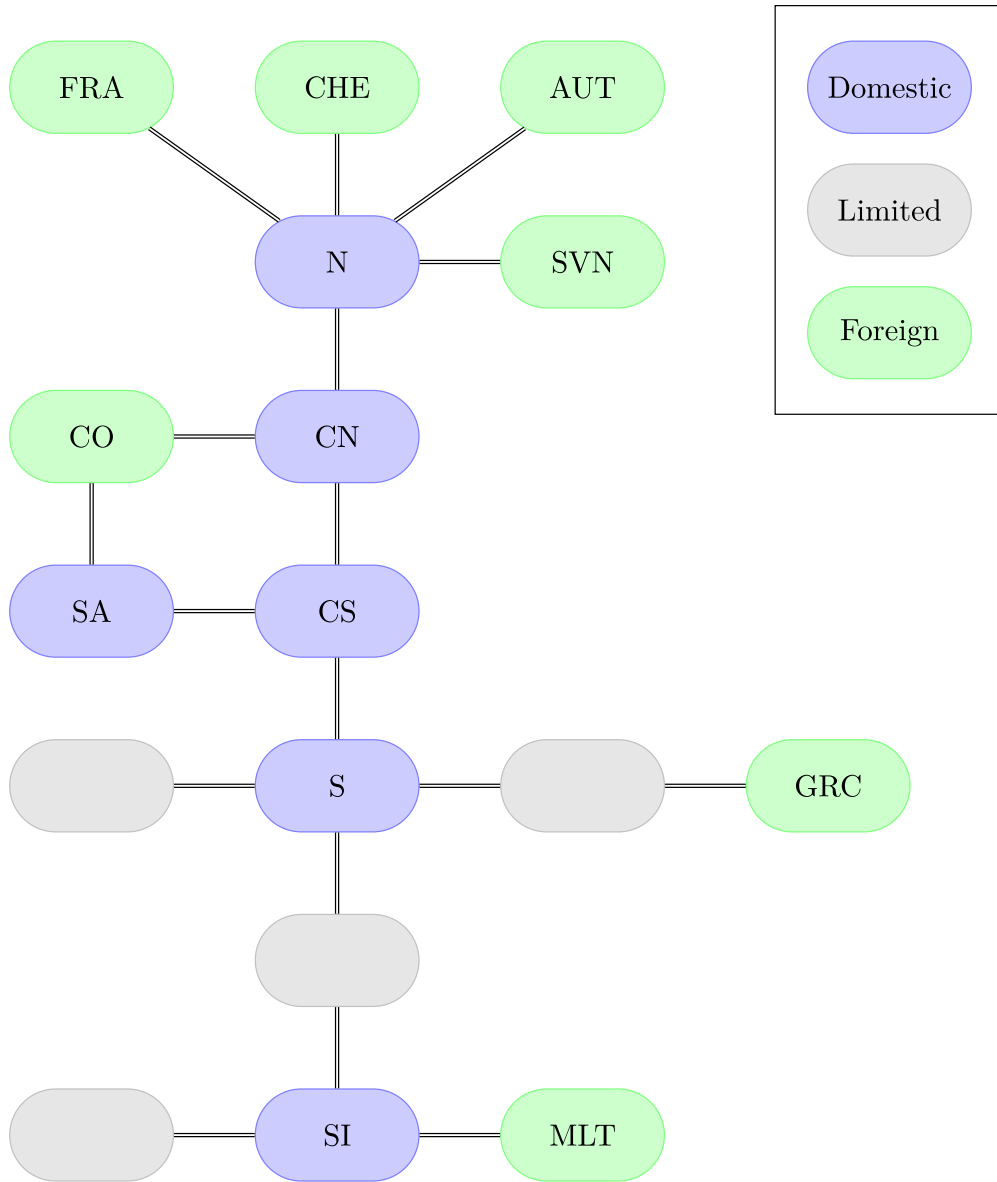 FRA CHE AUT
Domestic
Limited
N SVN
Foreign
CO CN
SA CS
S GRC
SI MLT